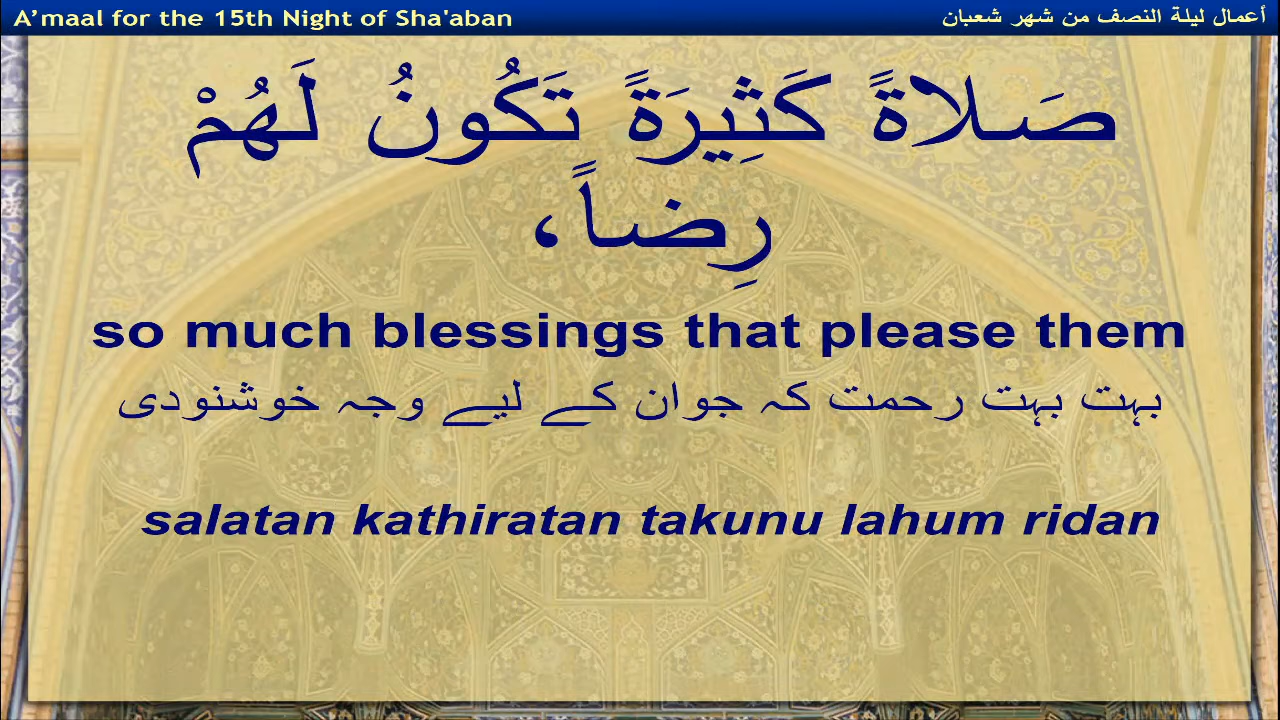 A’maal for the 15th Night of Sha'aban
أعمال ليلة النصف من شهر شعبان
صَلاةً كَثِيرَةً تَكُونُ لَهُمْ
رِضاً،
so much blessings that please them
بہت بہت رحمت کہ جوان کے لیے وجہ خوشنودی
salatan kathiratan takunu lahum ridan